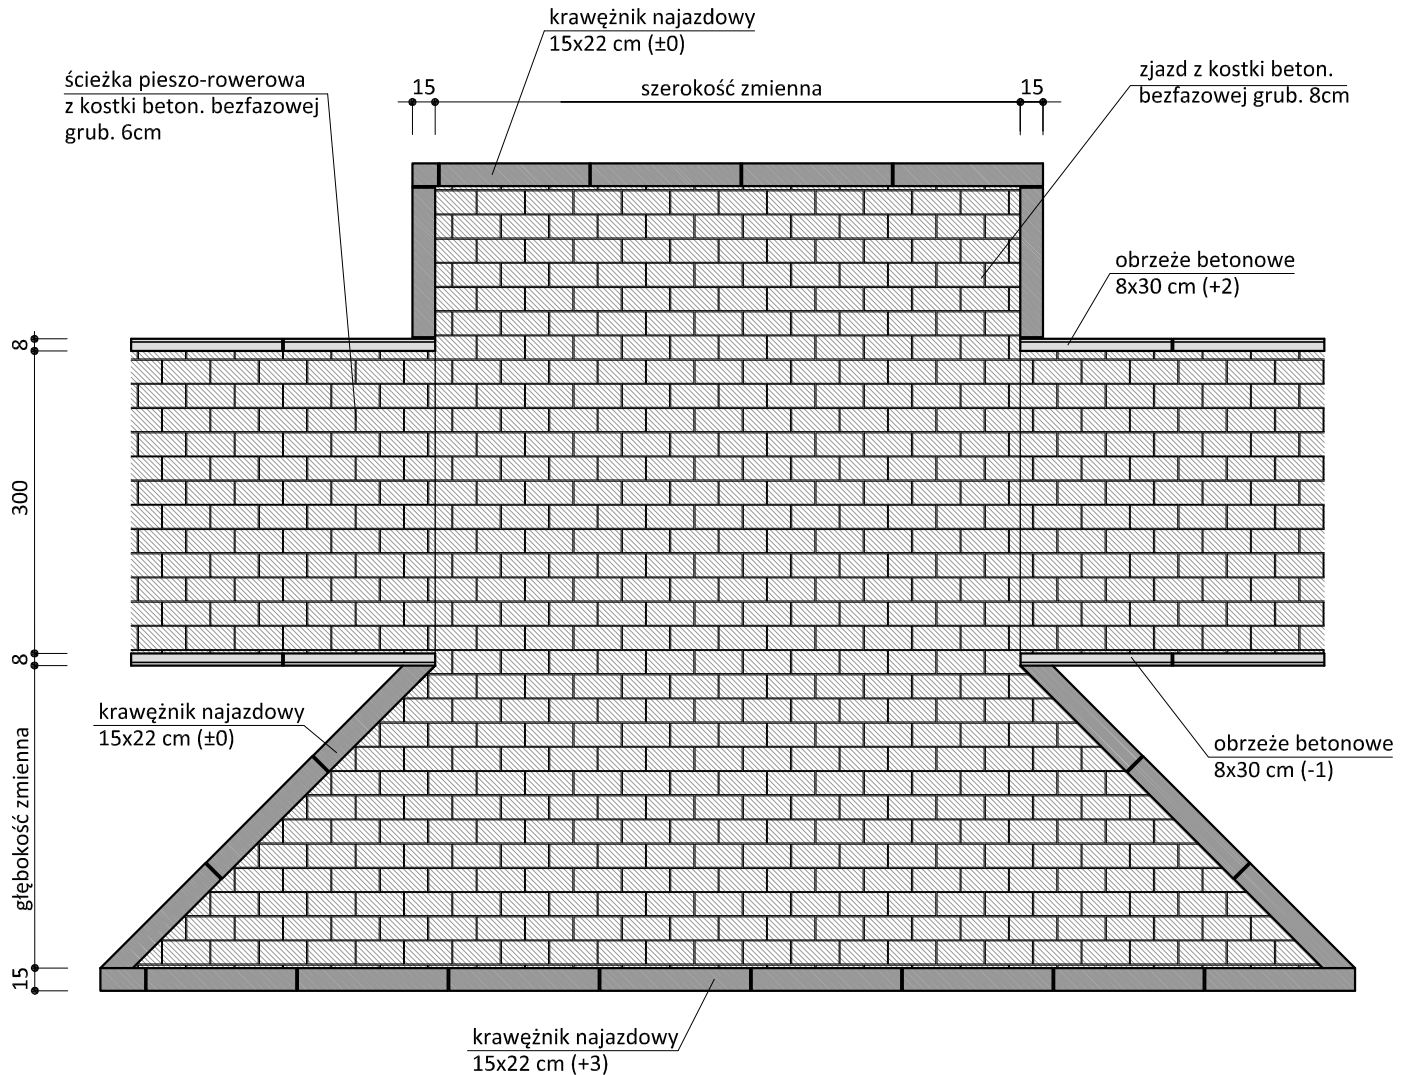 krawężnik najazdowy
15x22 cm (±0)
ścieżka pieszo-rowerowa
z kostki beton. bezfazowej
grub. 6cm
15
szerokość zmienna
15
zjazd z kostki beton.
bezfazowej grub. 8cm
obrzeże betonowe
8x30 cm (+2)
8
300
8
krawężnik najazdowy
15x22 cm (±0)
obrzeże betonowe
8x30 cm (-1)
głębokość zmienna
15
krawężnik najazdowy
15x22 cm (+3)